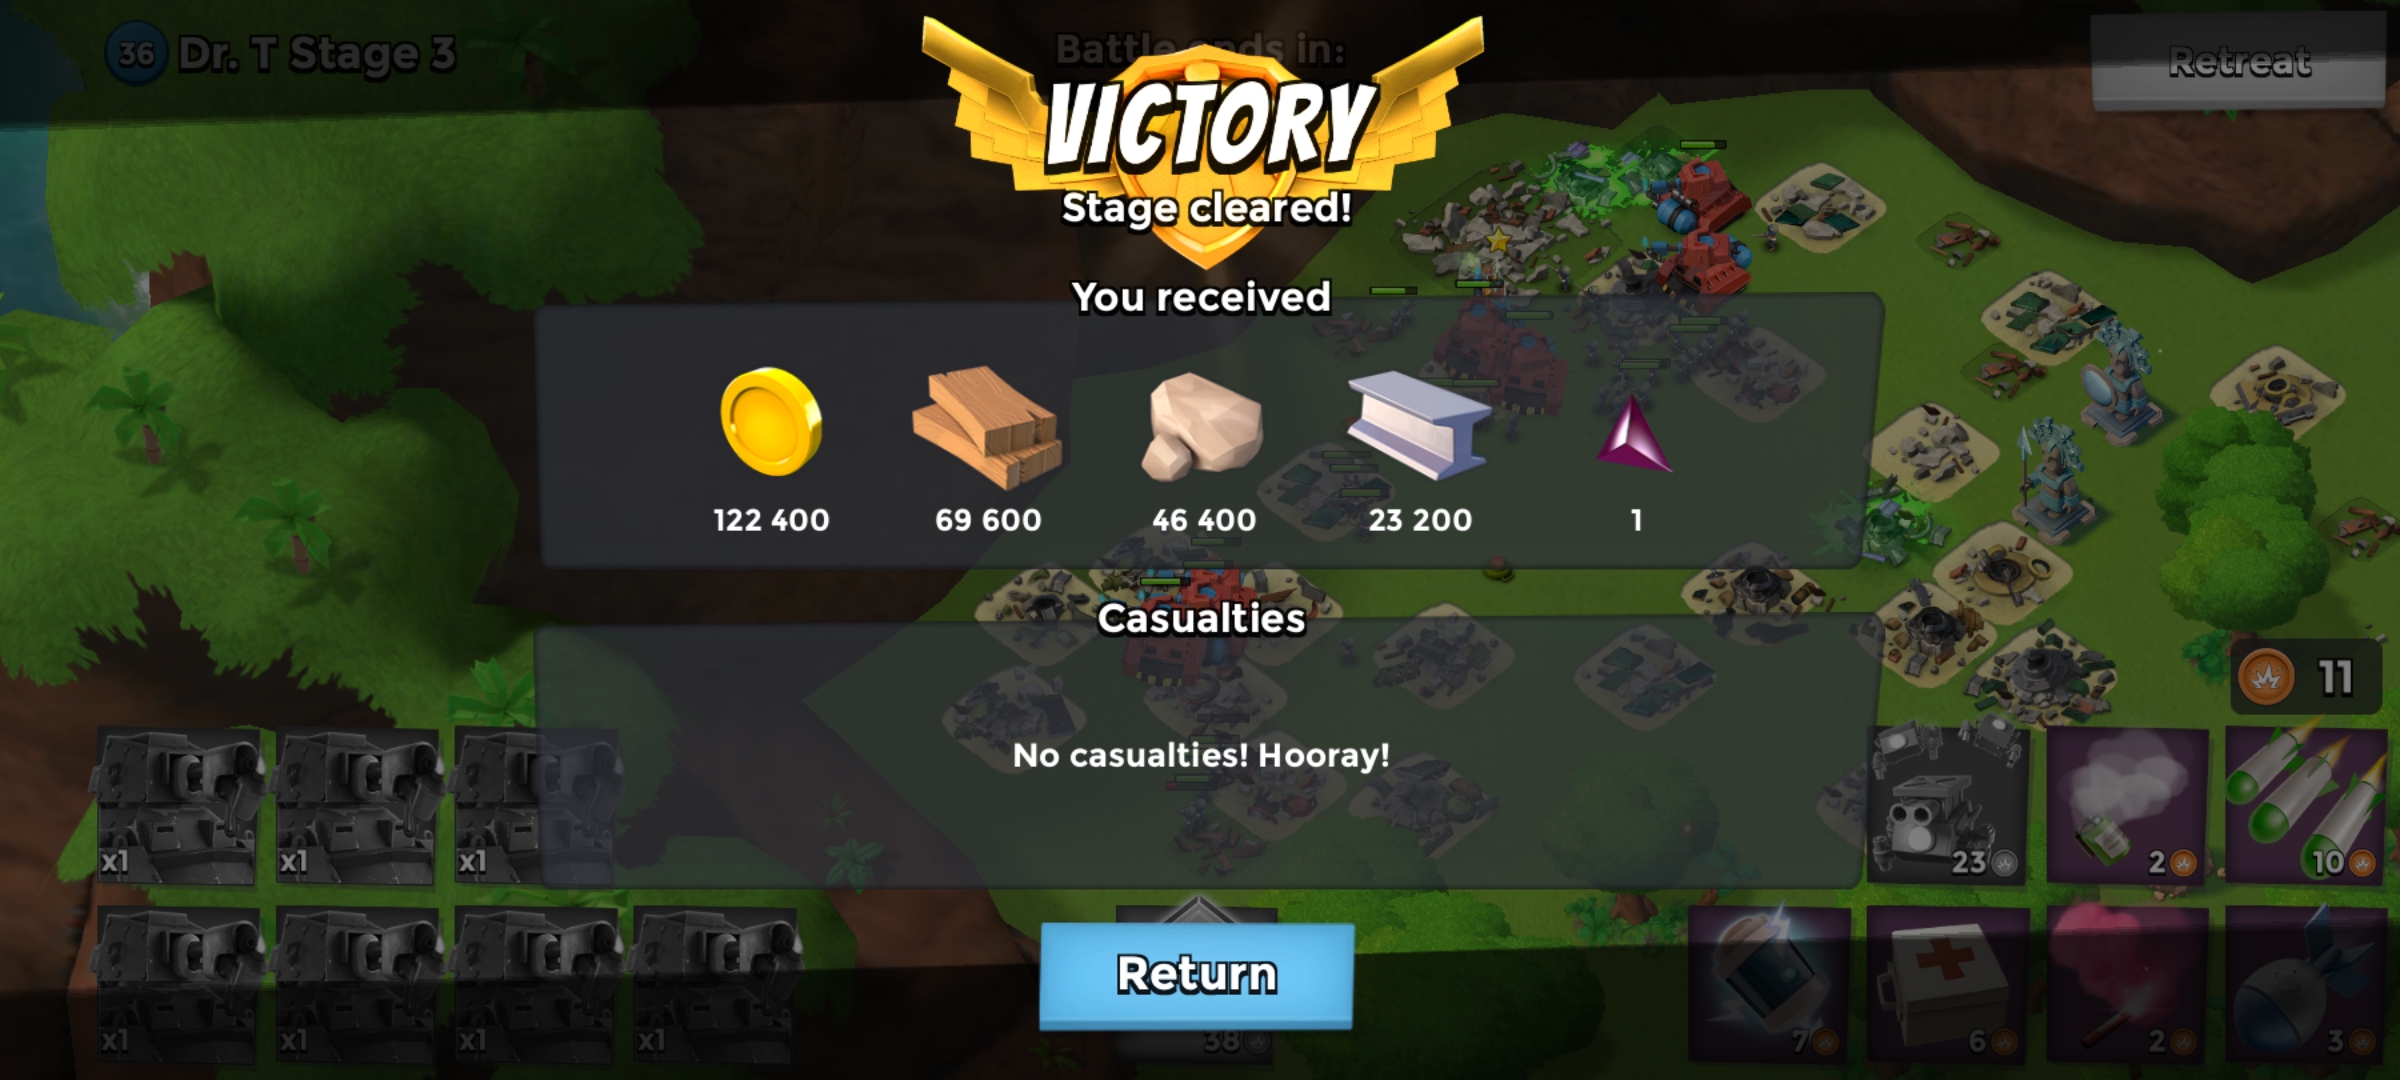 36 Dr. T Stage 3
Battle ends in:
Retreat
VICTORY
Stage cleared!
You received
122 400
69 600
46 400
23 200
1
Casualties
No casualties! Hooray!
11
x1
x1
x1
23
2
10
Return
x1
x1
x1
x1
38
7
6
2
3